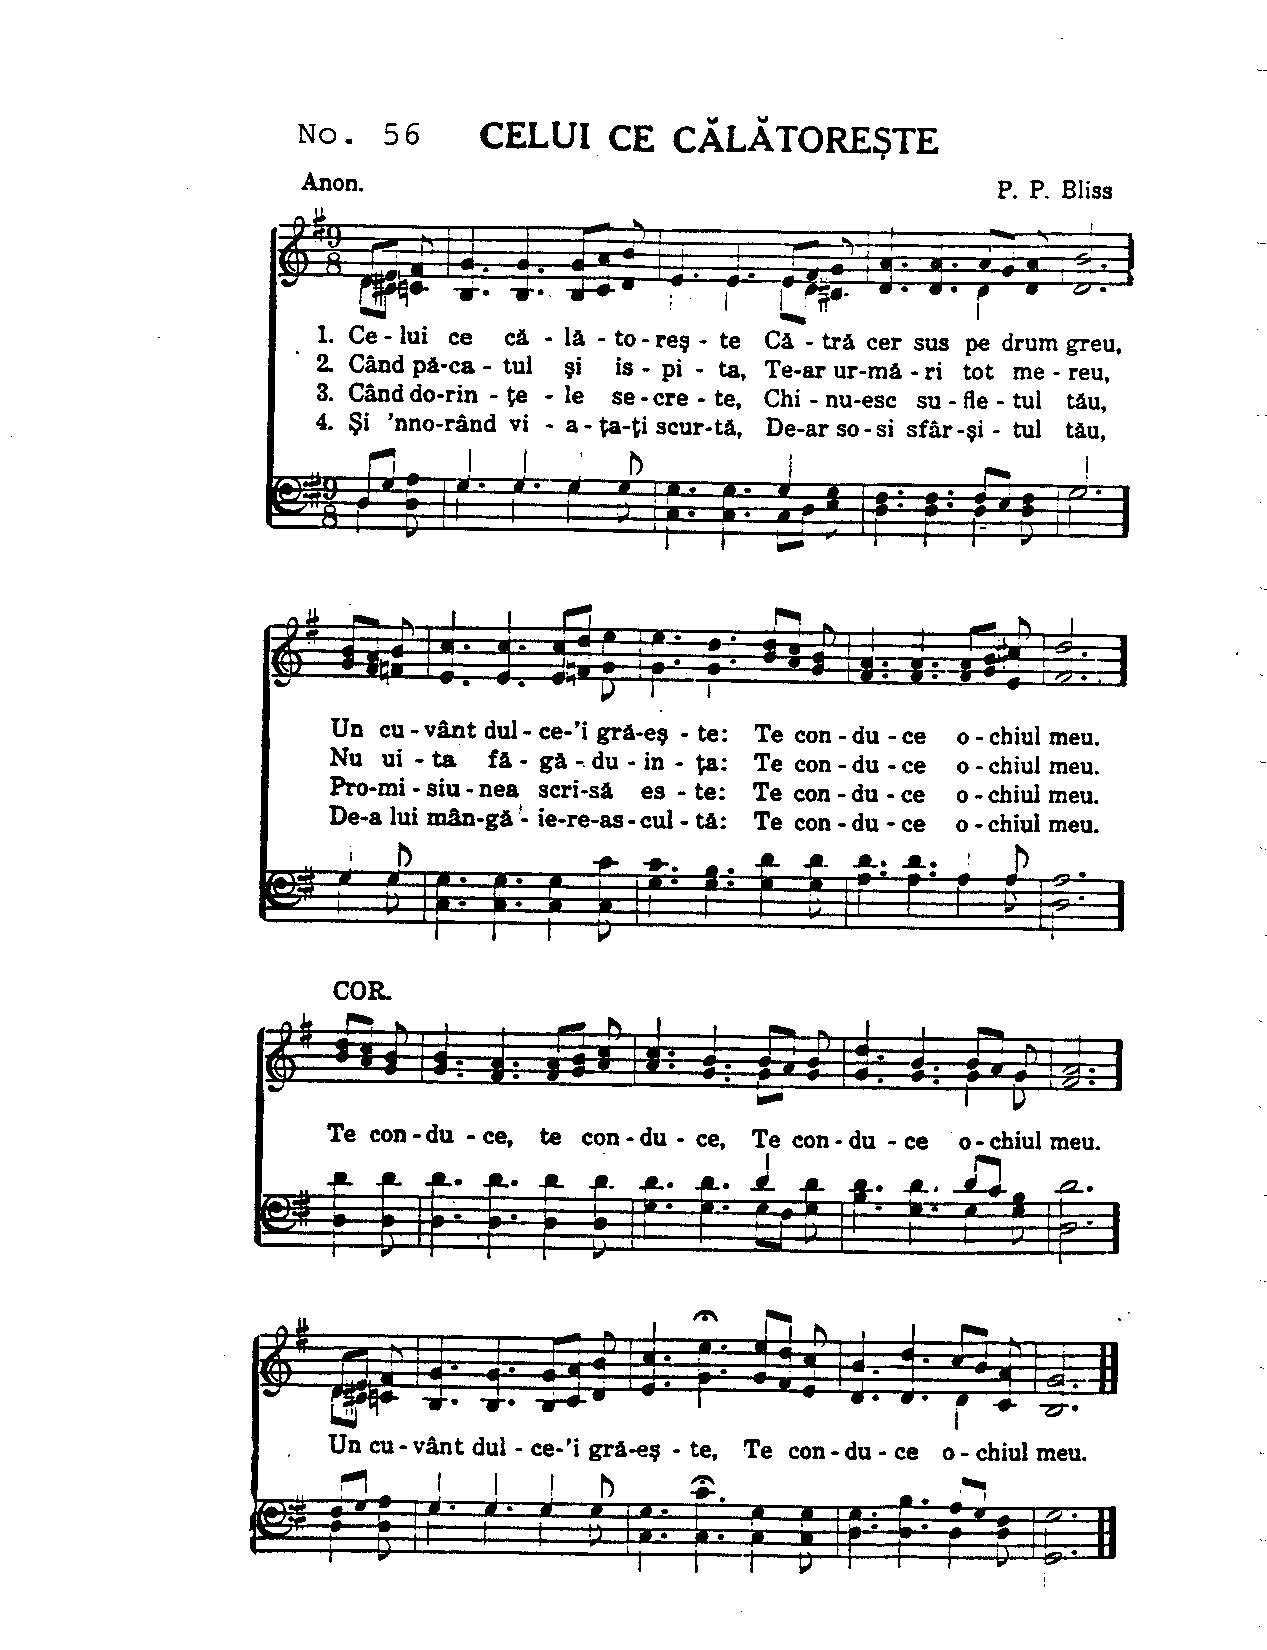 No. 56 CELUI CE CĂLĂTOREȘTE
Anon. P. P. Bliss
1. Ce - lui ce că - lă - to - reș - te Că - tră cer sus pe drum greu,
2. Când pă-ca - tul și is - pi - ta, Te-ar ur-mă - ri tot me - reu,
3. Când do-rin - țe - le se - cre - te, Chi - nu-esc su - fle - tul tău,
4. Și 'nno-rând vi - a - ța-ți scur-tă, De-ar so - si sfâr-și - tul tău,
Un cu - vânt dul - ce-'i gră-eș - te: Te con - du - ce o - chiul meu.
Nu ui - ta fă - gă - du - in - ța: Te con - du - ce o - chiul meu.
Pro-mi - siu - nea scri-să es - te: Te con - du - ce o - chiul meu.
De-a lui mân-gă - ie-re-as-cul - tă: Te con - du - ce o - chiul meu.
COR.
Te con - du - ce, te con - du - ce, Te con - du - ce o - chiul meu.
Un cu - vânt dul - ce-'i gră-eș - te, Te con - du - ce o - chiul meu.